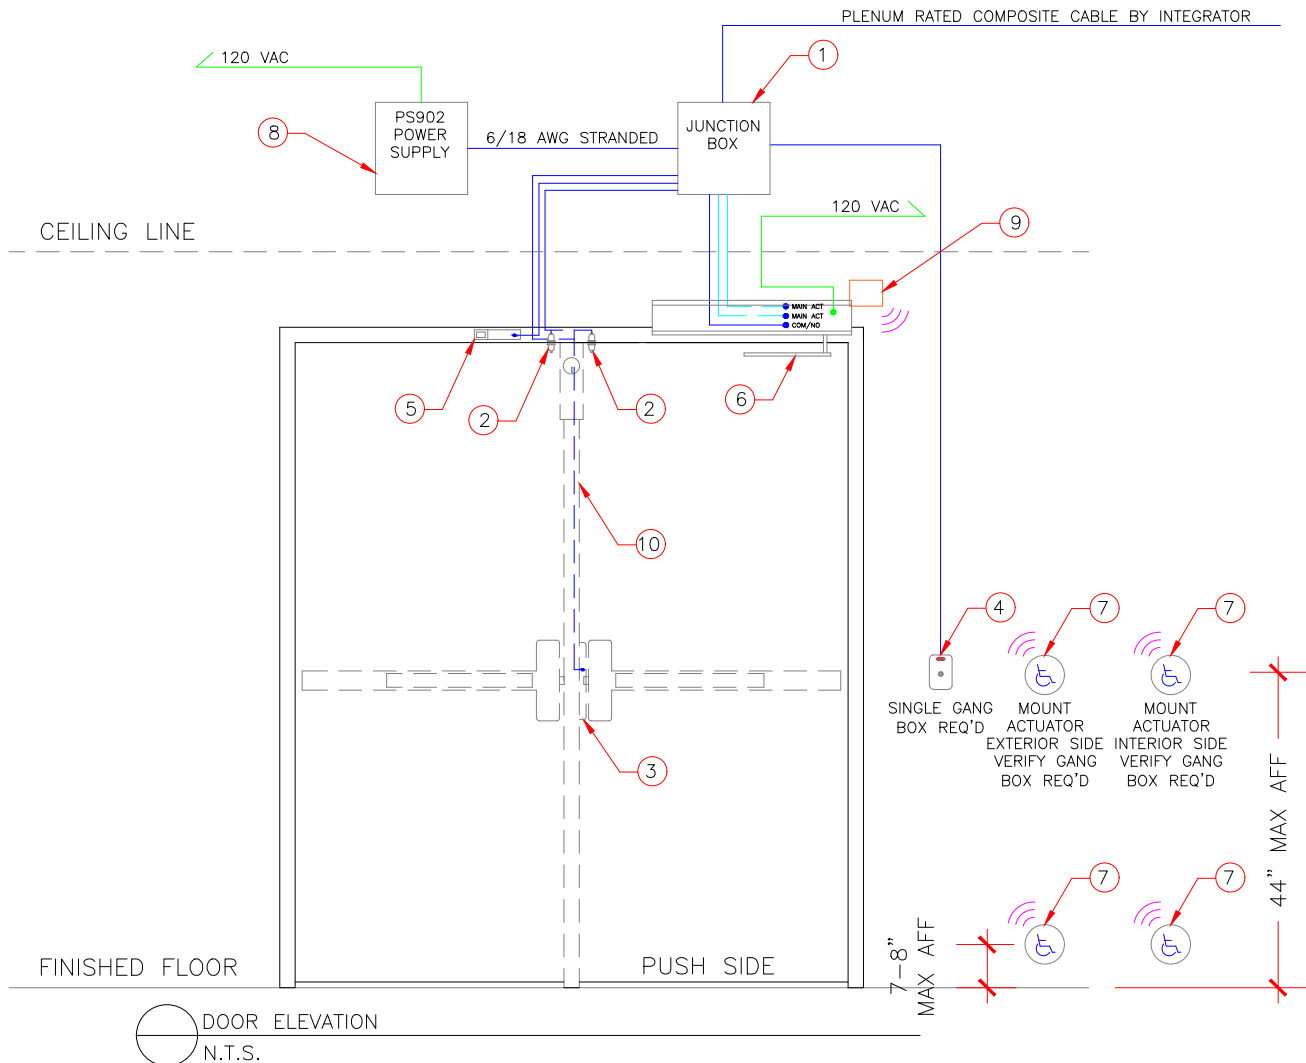 PLENUM RATED COMPOSITE CABLE BY INTEGRATOR
120 VAC
1
PS902
POWER
SUPPLY
8
6/18 AWG STRANDED
JUNCTION
BOX
120 VAC
9
CEILING LINE
MAIN ACT
MAIN ACT
COM/NO
5
2
2
6
10
4
7
7
3
SINGLE GANG
BOX REQ'D
MOUNT
ACTUATOR
EXTERIOR SIDE
VERIFY GANG
BOX REQ'D
MOUNT
ACTUATOR
INTERIOR SIDE
VERIFY GANG
BOX REQ'D
44" MAX AFF
7
7
7-8"
MAX AFF
FINISHED FLOOR
PUSH SIDE
DOOR ELEVATION
N.T.S.